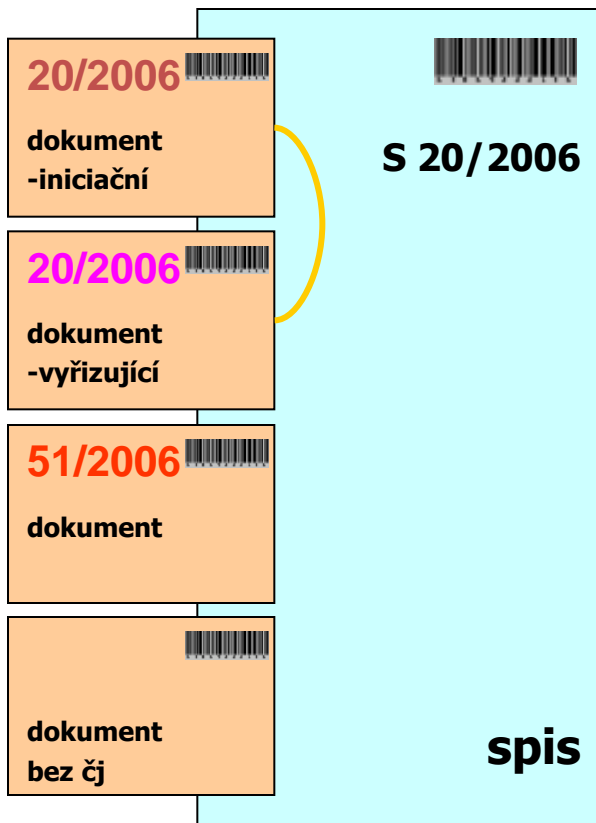 20/2006
dokument
-iniciační
S 20/2006
20/2006
dokument
-vyřizující
51/2006
dokument
dokument
bez čj
spis